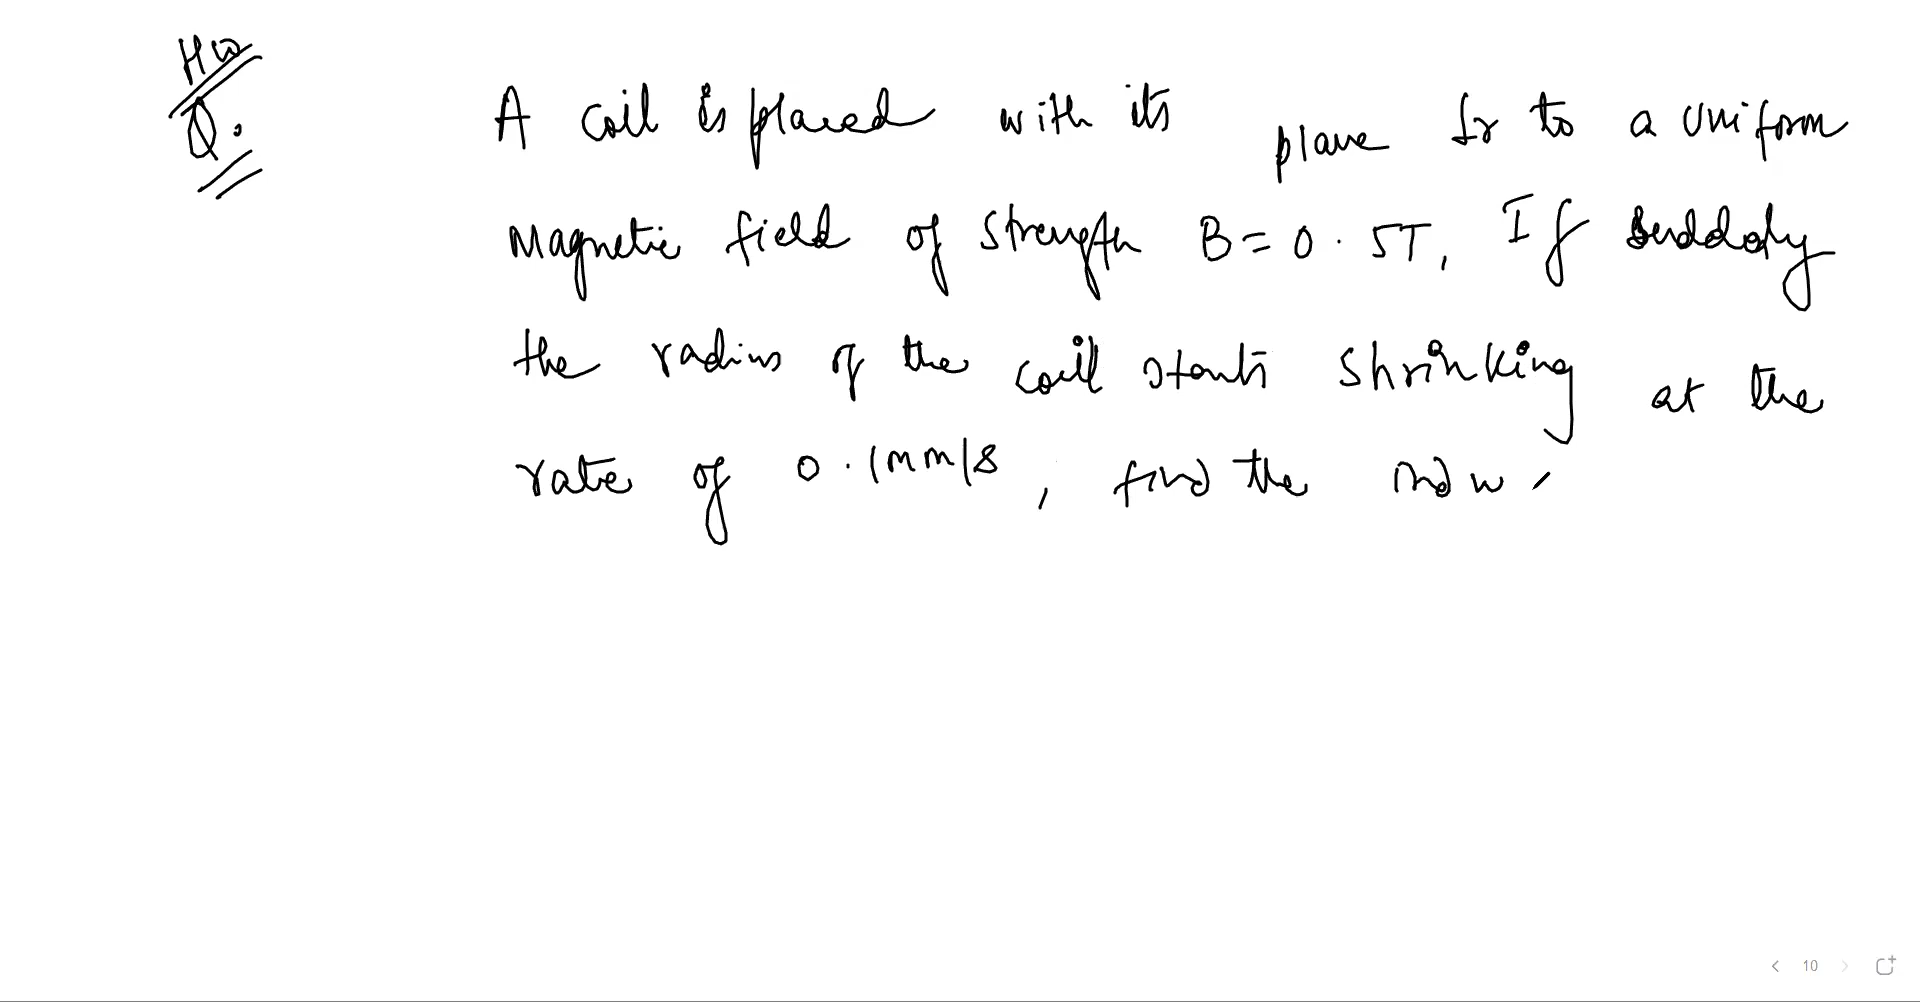 HW
Q.
A coil is placed with its plane ⊥r to a uniform
Magnetic field of strength B = 0.5T. If
the radius of the coil starts shrinking at the
rate of 0.1mm/s, find the
10